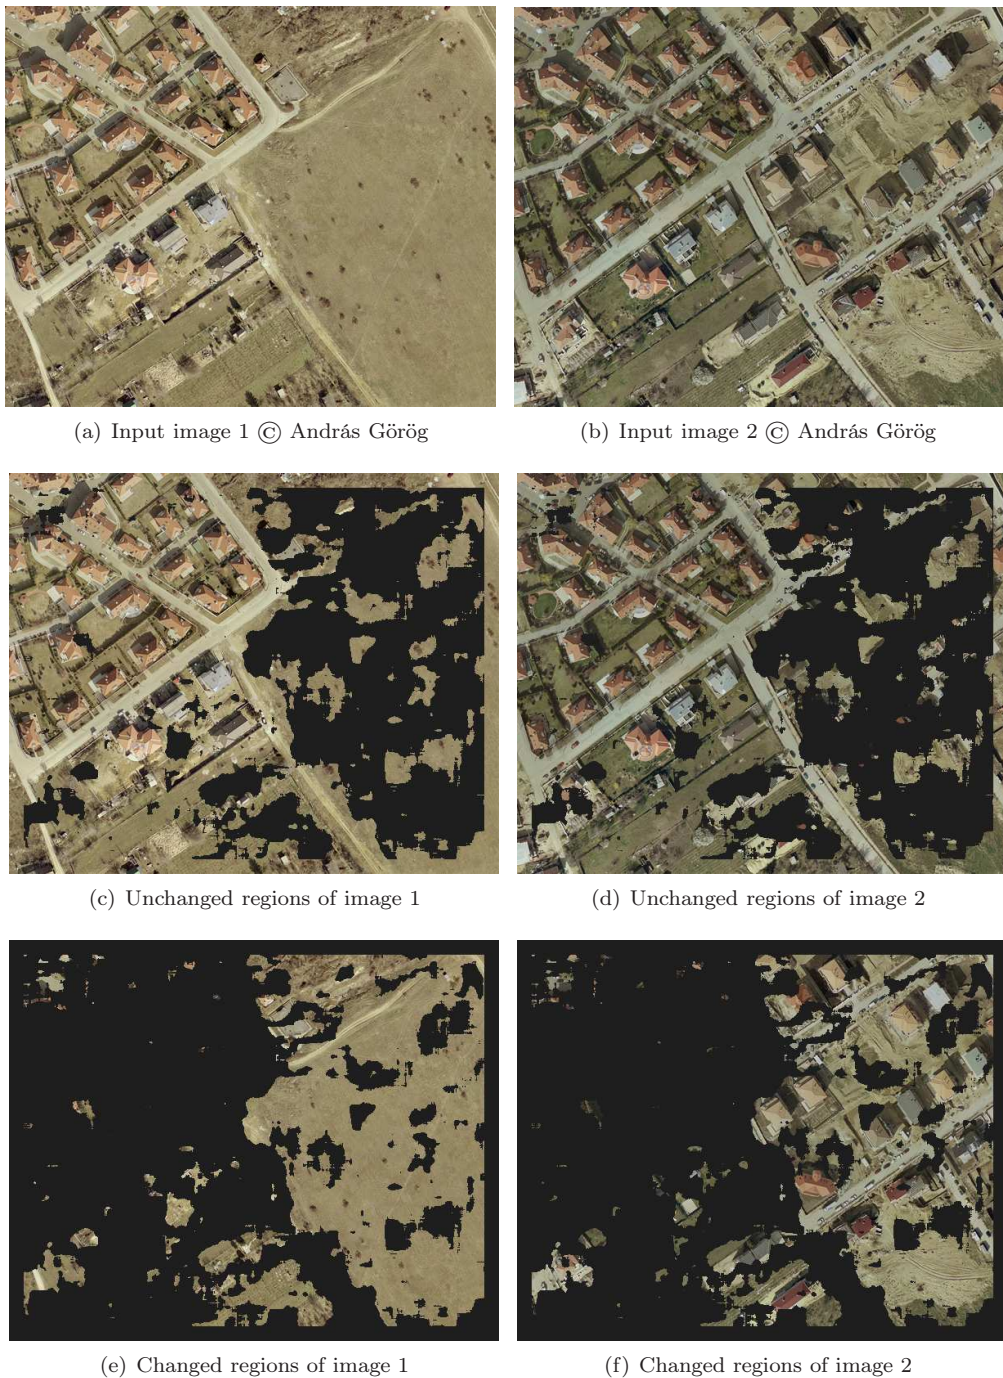 (a) Input image 1 © András Görög
(b) Input image 2 © András Görög
(c) Unchanged regions of image 1
(d) Unchanged regions of image 2
(e) Changed regions of image 1
(f) Changed regions of image 2